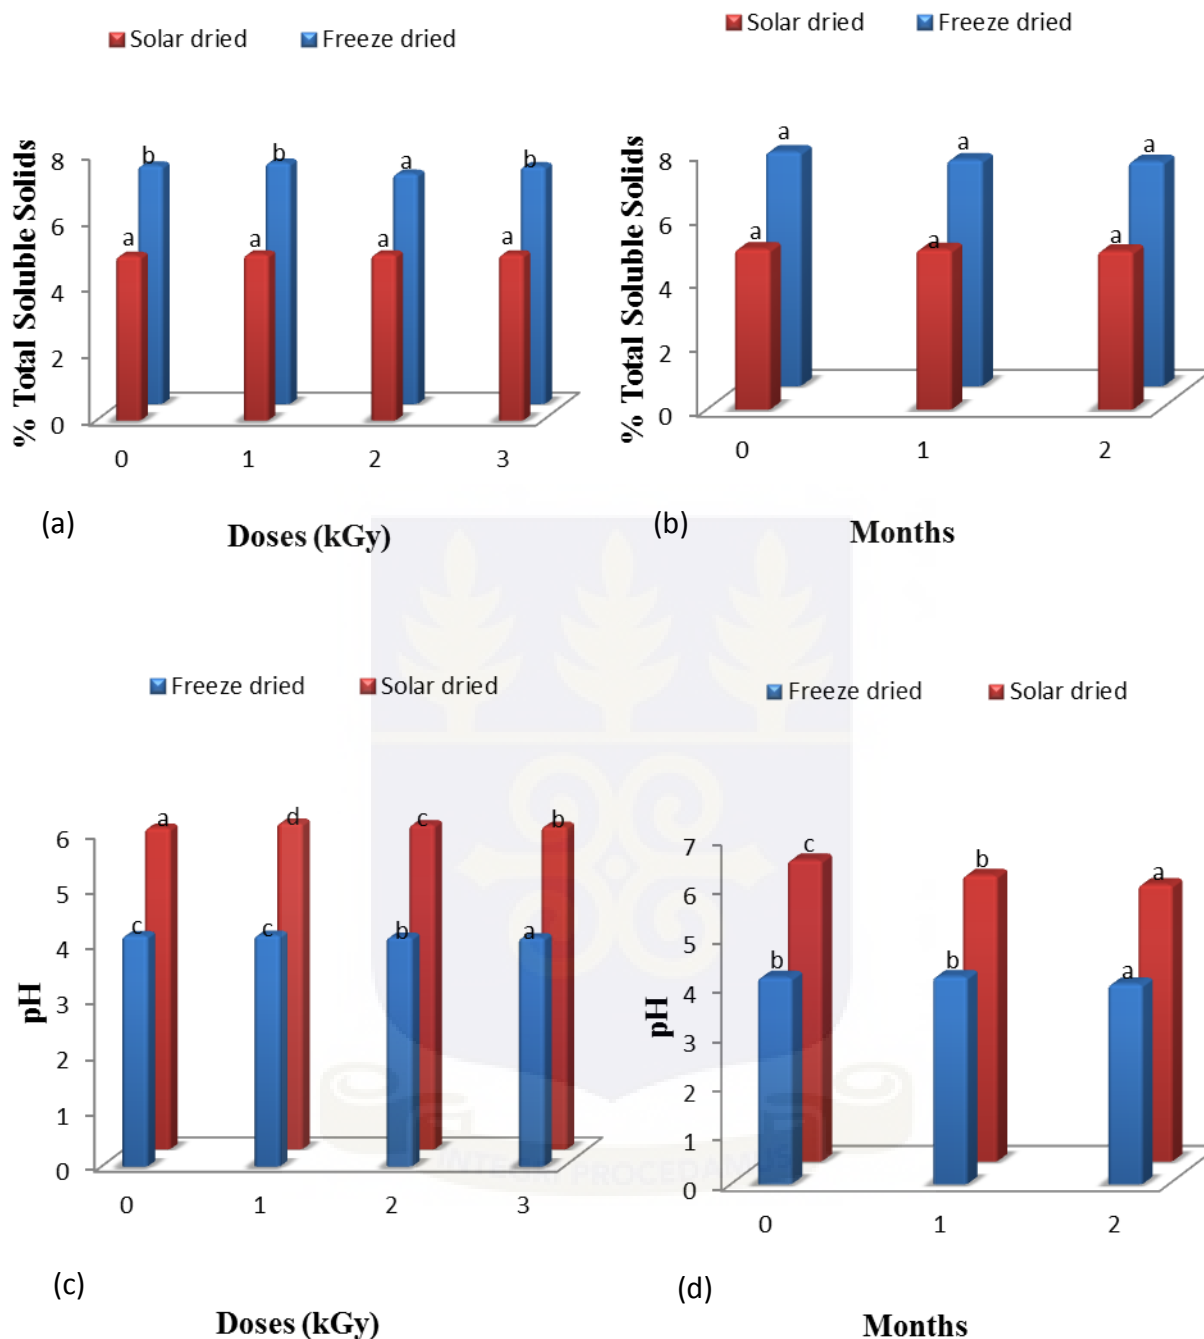 Solar dried Freeze dried
% Total Soluble Solids
8
6
4
2
0
b b a b
a a a a
0 1 2 3
(a)
Doses (kGy)
Solar dried Freeze dried
% Total Soluble Solids
8
6
4
2
0
a a a
a a a
0 1 2
(b)
Months
Freeze dried Solar dried
pH
6
5
4
3
2
1
0
a d c b
c c b a
0 1 2 3
(c)
Doses (kGy)
Freeze dried Solar dried
pH
7
6
5
4
3
2
1
0
c b a
b b a
0 1 2
(d)
Months
INTEGRI PROCEDAMUS